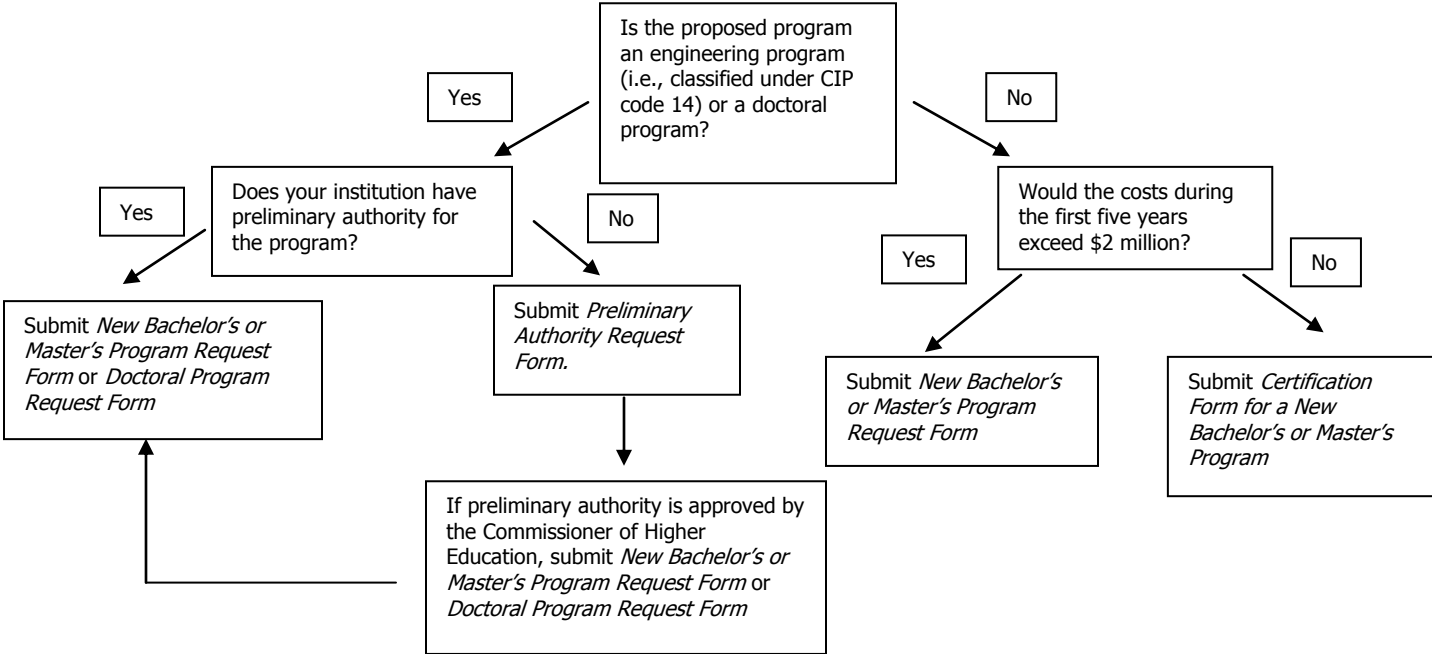 Is the proposed program
an engineering program
(i.e., classified under CIP
code 14) or a doctoral
program?
Yes
No
Does your institution have
preliminary authority for
the program?
Yes
No
Would the costs during
the first five years
exceed $2 million?
Yes
No
Submit New Bachelor's or
Master's Program Request
Form or Doctoral Program
Request Form
Submit Preliminary
Authority Request
Form.
Submit New Bachelor's
or Master's Program
Request Form
Submit Certification
Form for a New
Bachelor's or Master's
Program
If preliminary authority is approved by
the Commissioner of Higher
Education, submit New Bachelor's or
Master's Program Request Form or
Doctoral Program Request Form